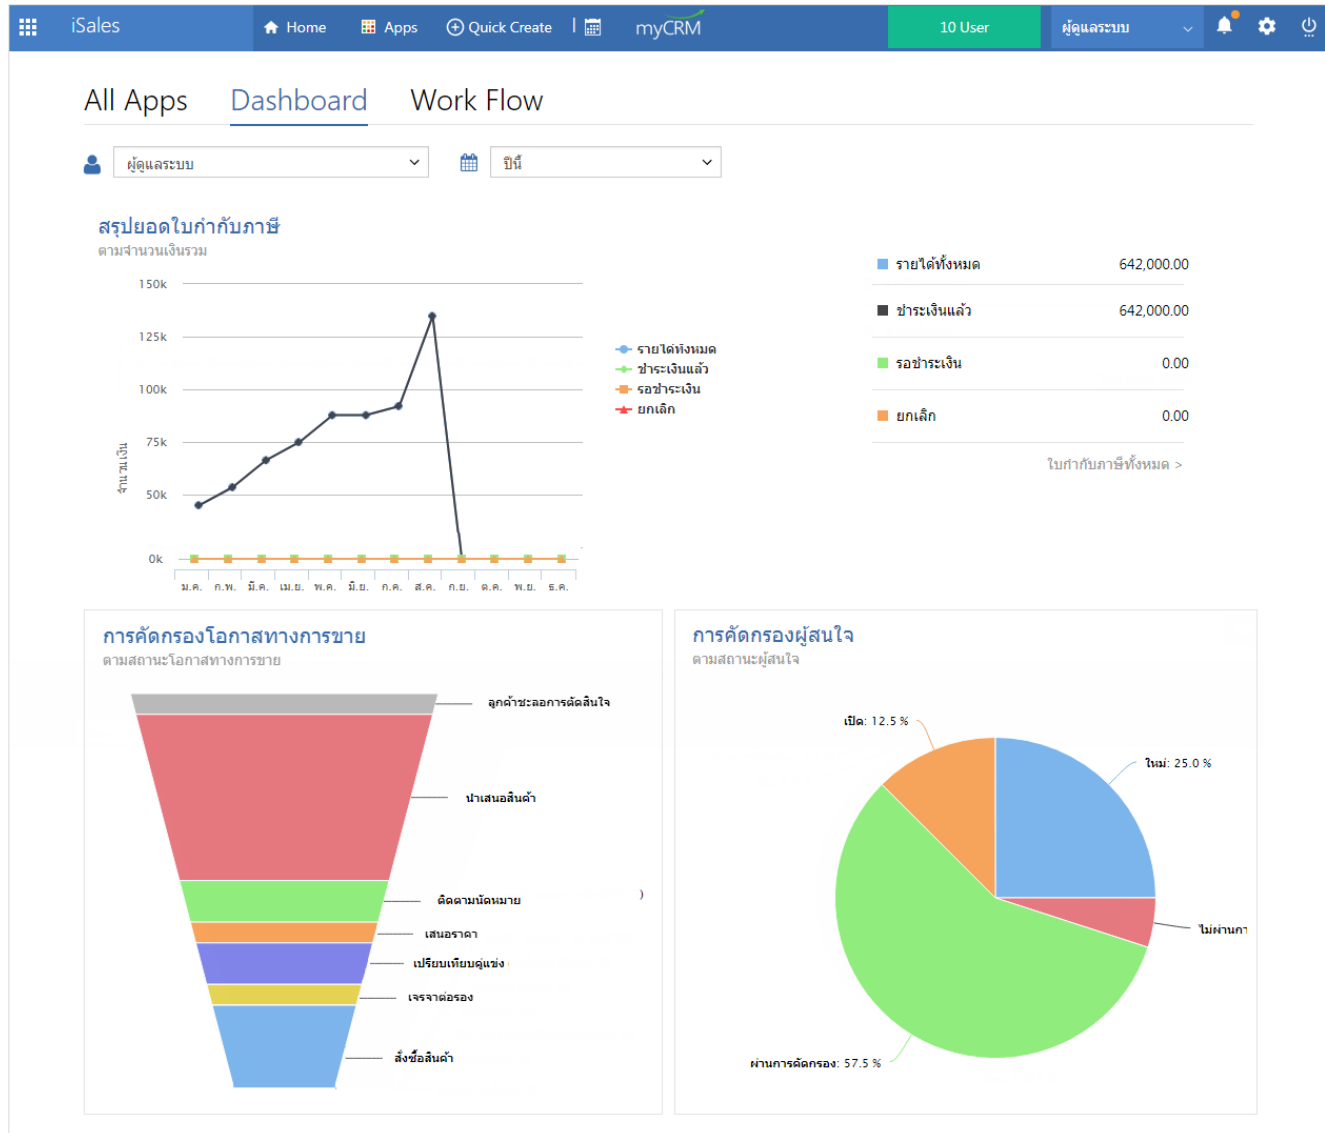 iSales
Home
Apps
Quick Create
myCRM
10 User
ผู้ดูแลระบบ
All Apps
Dashboard
Work Flow
ผู้ดูแลระบบ
ปีนี้
สรุปยอดใบกำกับภาษี
ตามจำนวนเงินรวม
150k
125k
100k
75k
50k
0k
จำนวนเงิน
ม.ค. ก.พ. มี.ค. เม.ย. พ.ค. มิ.ย. ก.ค. ส.ค. ก.ย. ต.ค. พ.ย. ธ.ค.
รายได้ทั้งหมด
ชำระเงินแล้ว
รอชำระเงิน
ยกเลิก
รายได้ทั้งหมด 642,000.00
ชำระเงินแล้ว 642,000.00
รอชำระเงิน 0.00
ยกเลิก 0.00
ใบกำกับภาษีทั้งหมด >
การคัดกรองโอกาสทางการขาย
ตามสถานะโอกาสทางการขาย
ลูกค้าชะลอการตัดสินใจ
นำเสนอสินค้า
ติดตามนัดหมาย
)
เสนอราคา
เปรียบเทียบคู่แข่ง
เจรจาต่อรอง
สั่งซื้อสินค้า
การคัดกรองผู้สนใจ
ตามสถานะผู้สนใจ
เปิด: 12.5 %
ใหม่: 25.0 %
ไม่ผ่านกา
ผ่านการคัดกรอง: 57.5 %